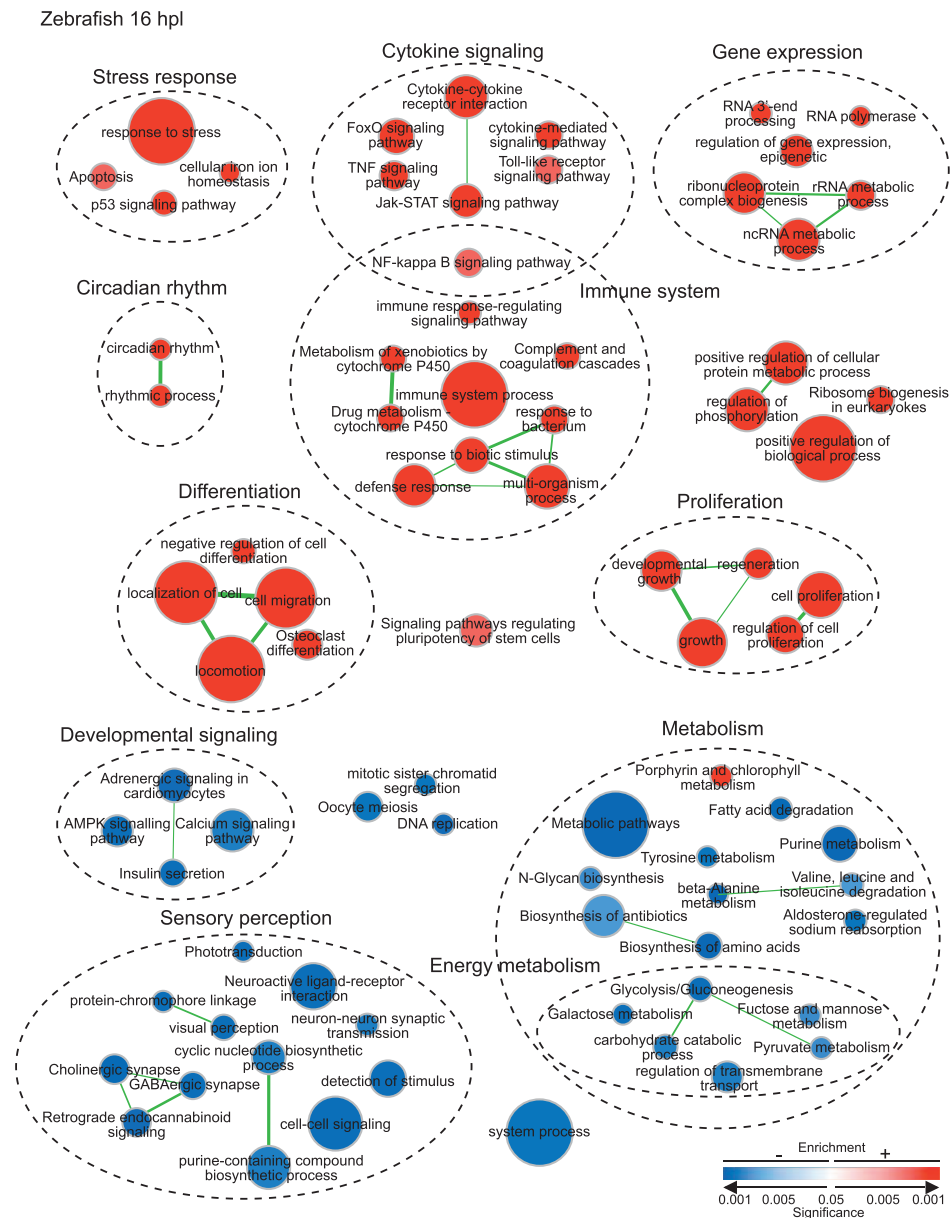 Zebrafish 16 hpl
Stress response
response to stress
Apoptosis
cellular iron ion
homeostasis
p53 signaling pathway
Cytokine signaling
Cytokine-cytokine
receptor interaction
FoxO signaling
pathway
cytokine-mediated
signaling pathway
TNF signaling
pathway
Toll-like receptor
signaling pathway
Jak-STAT signaling pathway
NF-kappa B signaling pathway
Gene expression
RNA 3'-end
processing
RNA polymerase
regulation of gene expression,
epigenetic
ribonucleoprotein
complex biogenesis
rRNA metabolic
process
ncRNA metabolic
process
Circadian rhythm
circadian rhythm
rhythmic process
Immune system
immune response-regulating
signaling pathway
Metabolism of xenobiotics by
cytochrome P450
Complement and
coagulation cascades
immune system process
Drug metabolism -
cytochrome P450
response to
bacterium
response to biotic stimulus
defense response
multi-organism
process
positive regulation of cellular
protein metabolic process
regulation of
phosphorylation
Ribosome biogenesis
in eukaryokes
positive regulation of
biological process
Differentiation
negative regulation of cell
differentiation
localization of cell
cell migration
Osteoclast
differentiation
locomotion
Signaling pathways regulating
pluripotency of stem cells
Proliferation
developmental
growth
regeneration
cell proliferation
growth
regulation of cell
proliferation
Developmental signaling
Adrenergic signaling in
cardiomyocytes
AMPK signalling
pathway
Calcium signaling
pathway
Insulin secretion
mitotic sister chromatid
segregation
Oocyte meiosis
DNA replication
Metabolism
Porphyrin and chlorophyll
metabolism
Fatty acid degradation
Metabolic pathways
Purine metabolism
Tyrosine metabolism
N-Glycan biosynthesis
beta-Alanine
metabolism
Valine, leucine and
isoleucine degradation
Biosynthesis of antibiotics
Aldosterone-regulated
sodium reabsorption
Biosynthesis of amino acids
Energy metabolism
Glycolysis/Gluconeogenesis
Galactose metabolism
Fuctose and mannose
metabolism
carbohydrate catabolic
process
Pyruvate metabolism
regulation of transmembrane
transport
Sensory perception
Phototransduction
Neuroactive ligand-receptor
interaction
protein-chromophore linkage
visual perception
neuron-neuron synaptic
transmission
cyclic nucleotide biosynthetic
process
Cholinergic synapse
GABAergic synapse
detection of stimulus
Retrograde endocannabinoid
signaling
cell-cell signaling
purine-containing compound
biosynthetic process
system process
Enrichment
- +
0.001 0.005 0.05 0.005 0.001
Significance